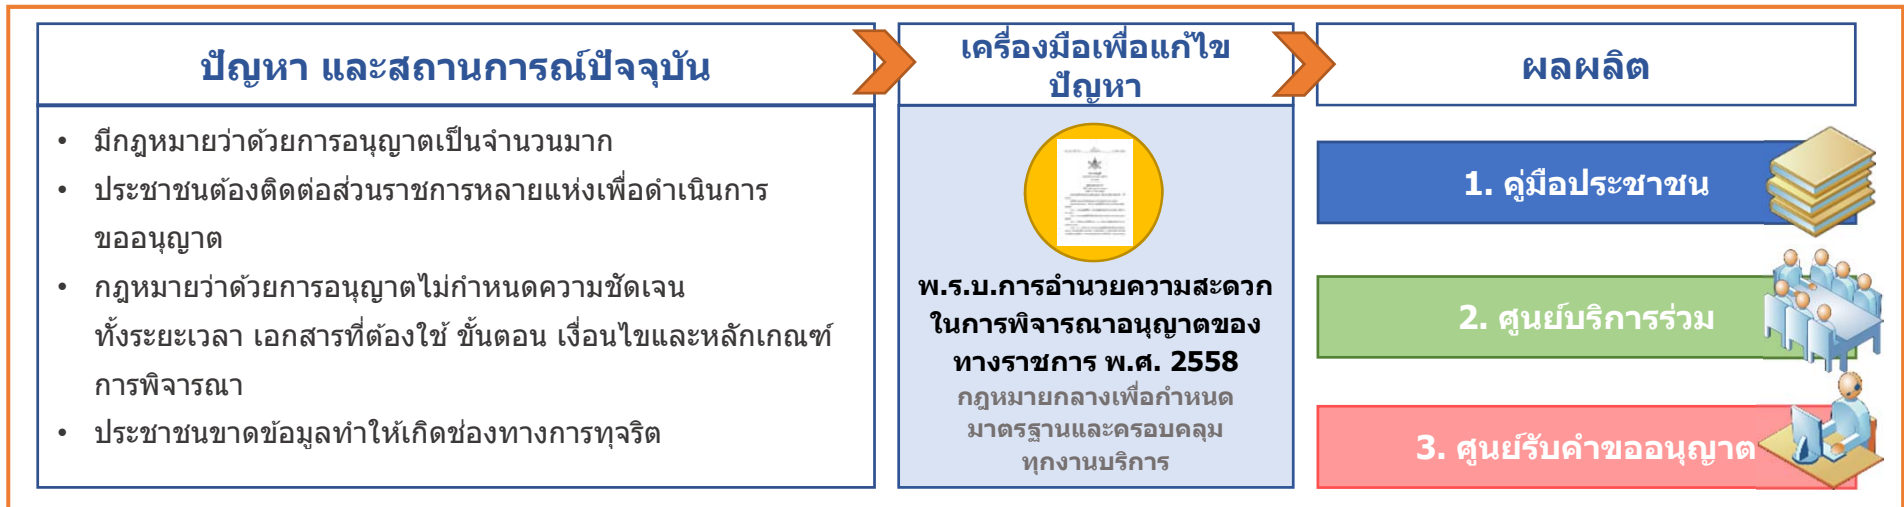 ปัญหา และสถานการณ์ปัจจุบัน
• มีกฎหมายว่าด้วยการอนุญาตเป็นจำนวนมาก
• ประชาชนต้องติดต่อส่วนราชการหลายแห่งเพื่อดำเนินการ
ขออนุญาต
• กฎหมายว่าด้วยการอนุญาตไม่กำหนดความชัดเจน
ทั้งระยะเวลา เอกสารที่ต้องใช้ ขั้นตอน เงื่อนไขและหลักเกณฑ์
การพิจารณา
• ประชาชนขาดข้อมูลทำให้เกิดช่องทางการทุจริต
เครื่องมือเพื่อแก้ไข
ปัญหา
พ.ร.บ.การอำนวยความสะดวก
ในการพิจารณาอนุญาตของ
ทางราชการ พ.ศ. 2558
กฎหมายกลางเพื่อกำหนด
มาตรฐานและครอบคลุม
ทุกงานบริการ
ผลผลิต
1. คู่มือประชาชน
2. ศูนย์บริการร่วม
3. ศูนย์รับคำขออนุญาต